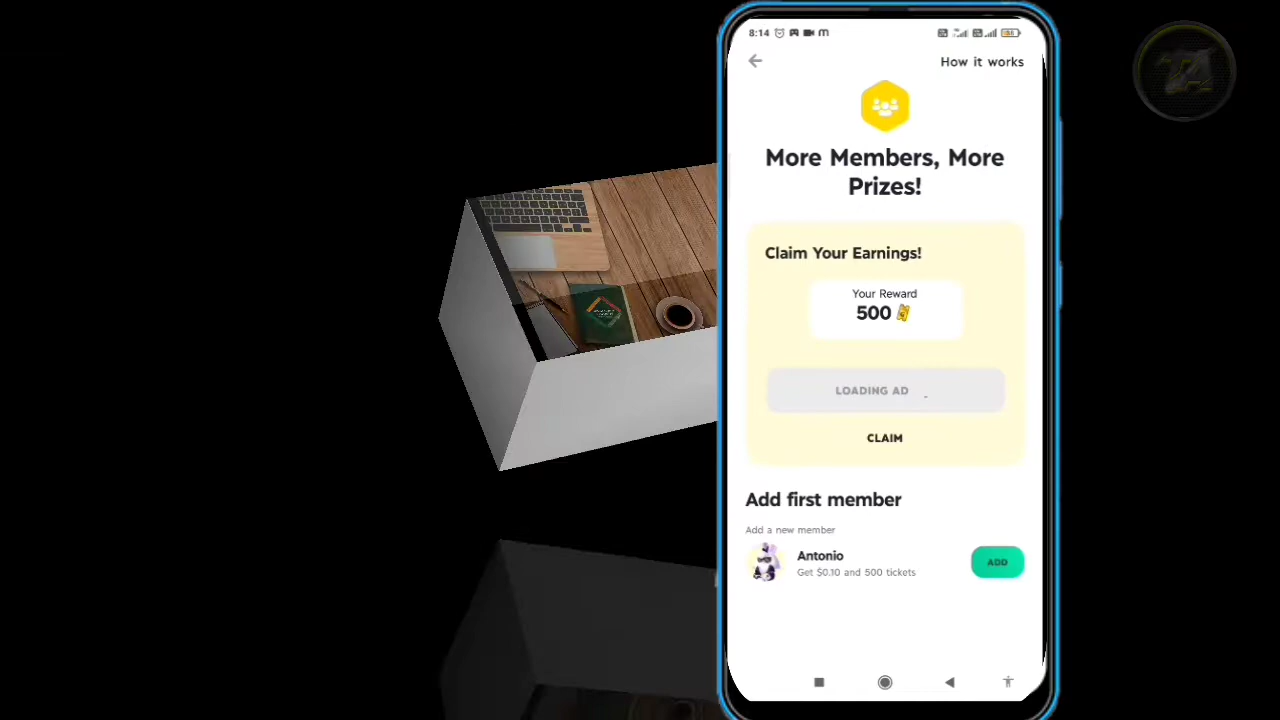 8:14
How it works
More Members, More
Prizes!
Claim Your Earnings!
Your Reward
500
LOADING AD
CLAIM
Add first member
Add a new member
Antonio
Get $0.10 and 500 tickets
ADD